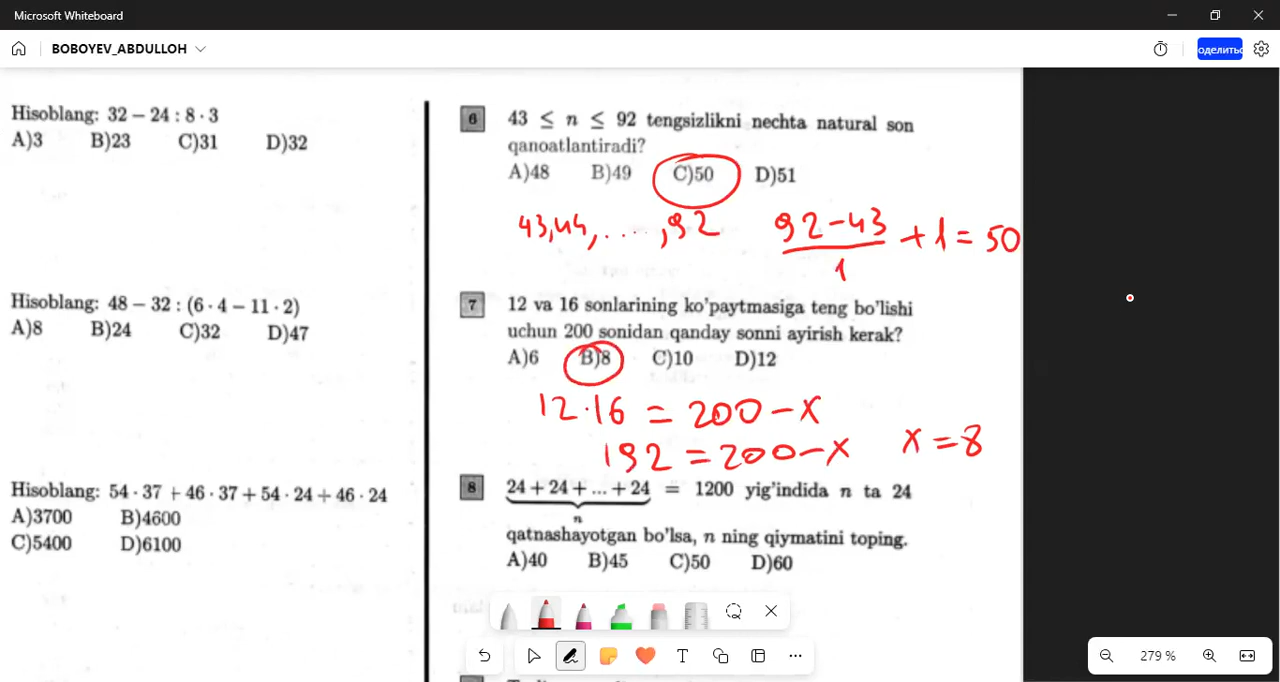 Microsoft Whiteboard
BOBOYEV_ABDULLOH
оделитьс
Hisoblang: 32 − 24 : 8 · 3
A)3 B)23 C)31 D)32
Hisoblang: 48 − 32 : (6 · 4 − 11 · 2)
A)8 B)24 C)32 D)47
Hisoblang: 54 · 37 + 46 · 37 + 54 · 24 + 46 · 24
A)3700 B)4600
C)5400 D)6100
6 43 ≤ n ≤ 92 tengsizlikni nechta natural son
qanoatlantiradi?
A)48 B)49 C)50 D)51
43,44, .... ,92 (92-43)/1 + 1 = 50
7 12 va 16 sonlarining ko'paytmasiga teng bo'lishi
uchun 200 sonidan qanday sonni ayirish kerak?
A)6 B)8 C)10 D)12
12·16 = 200-x
192 = 200-x x=8
8 24 + 24 + ... + 24 = 1200 yig'indida n ta 24
n
qatnashayotgan bo'lsa, n ning qiymatini toping.
A)40 B)45 C)50 D)60
279 %